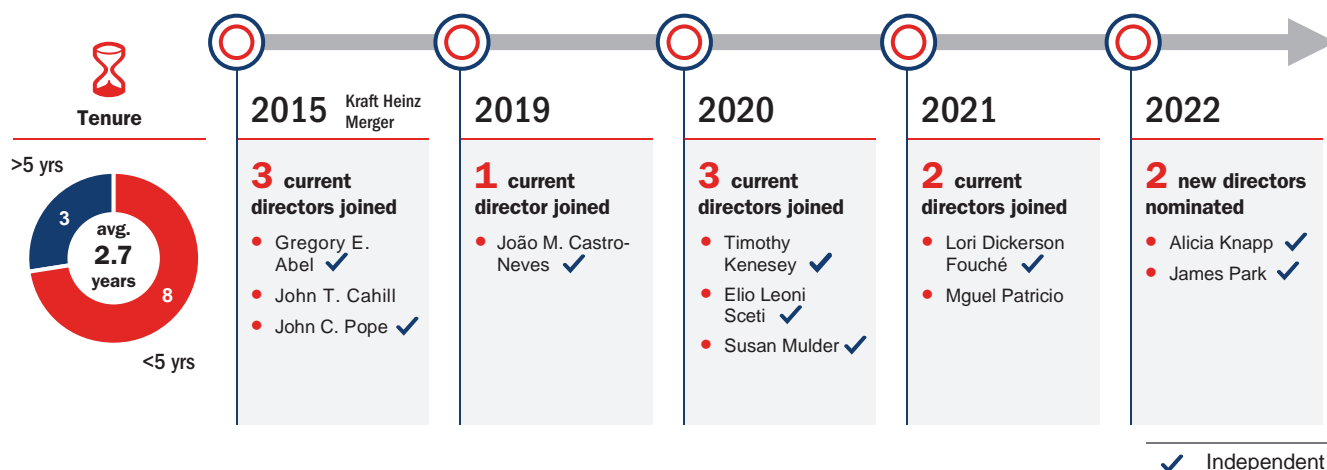 Tenure
>5 yrs
3
avg.
2.7
years
8
<5 yrs
2015 Kraft Heinz
Merger
3 current
directors joined
Gregory E.
Abel ✓
John T. Cahill
John C. Pope ✓
2019
1 current
director joined
João M. Castro-
Neves ✓
2020
3 current
directors joined
Timothy
Kenesey ✓
Elio Leoni
Sceti ✓
Susan Mulder ✓
2021
2 current
directors joined
Lori Dickerson
Fouché ✓
Mguel Patricio
2022
2 new directors
nominated
Alicia Knapp ✓
James Park ✓
✓ Independent